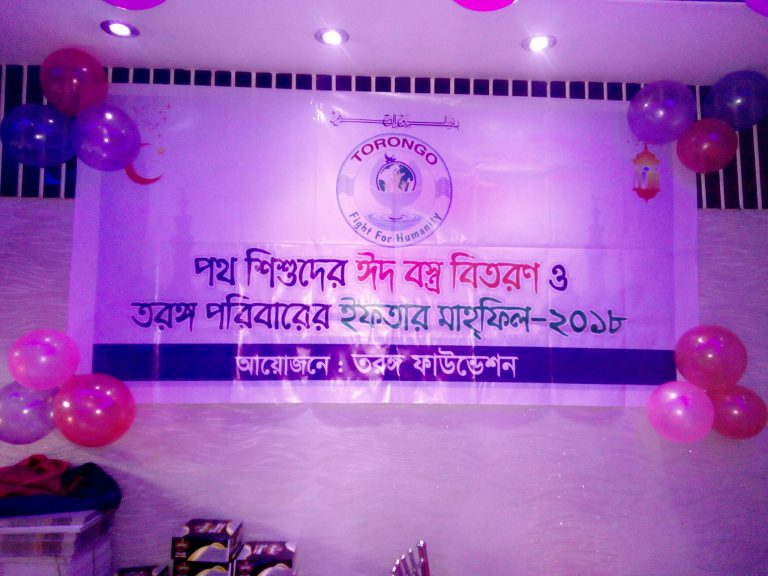 TORONGO
Fight For Humanity
পথ শিশুদের ঈদ বস্ত্র বিতরণ ও
তরঙ্গ পরিবারের ইফতার মাহ্ফিল-২০১৮
আয়োজনে : তরঙ্গ ফাউন্ডেশন